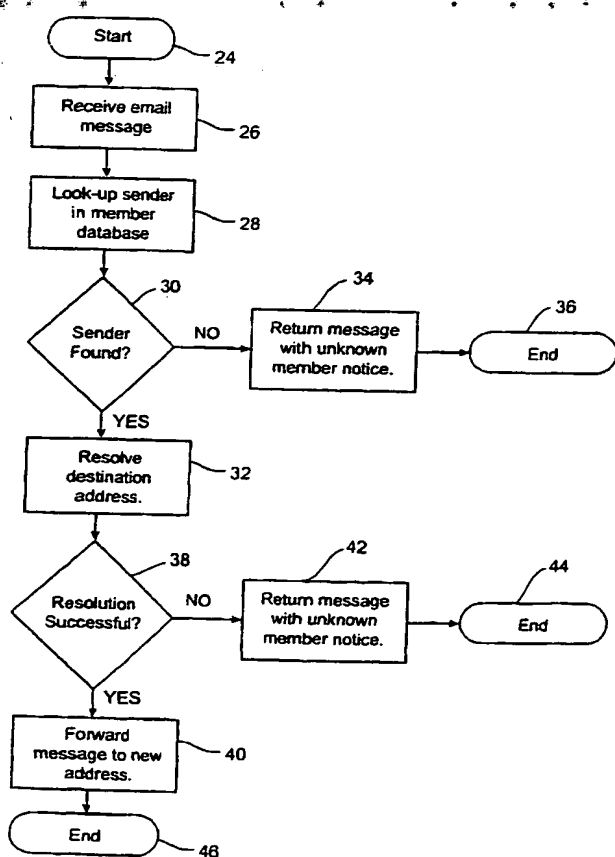 Start
24
Receive email
message
26
Look-up sender
in member
database
28
30
Sender
Found?
NO
34
Return message
with unknown
member notice.
36
End
YES
Resolve
destination
address.
32
38
Resolution
Successful?
NO
42
Return message
with unknown
member notice.
44
End
YES
Forward
message to new
address.
40
End
46